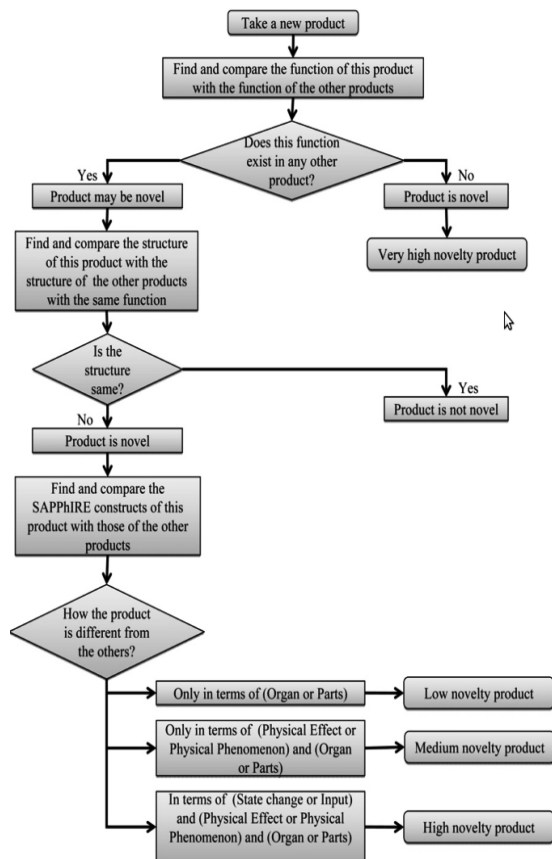 Take a new product
Find and compare the function of this product
with the function of the other products
Does this function
exist in any other
product?
Yes
No
Product may be novel
Product is novel
Find and compare the structure
of this product with the
structure of the other products
with the same function
Very high novelty product
Is the
structure
same?
Yes
No
Product is not novel
Product is novel
Find and compare the
SAPPhIRE constructs of this
product with those of the other
products
How the product
is different from
the others?
Only in terms of (Organ or Parts)
Low novelty product
Only in terms of (Physical Effect or
Physical Phenomenon) and (Organ
or Parts)
Medium novelty product
In terms of (State change or Input)
and (Physical Effect or Physical
Phenomenon) and (Organ or Parts)
High novelty product